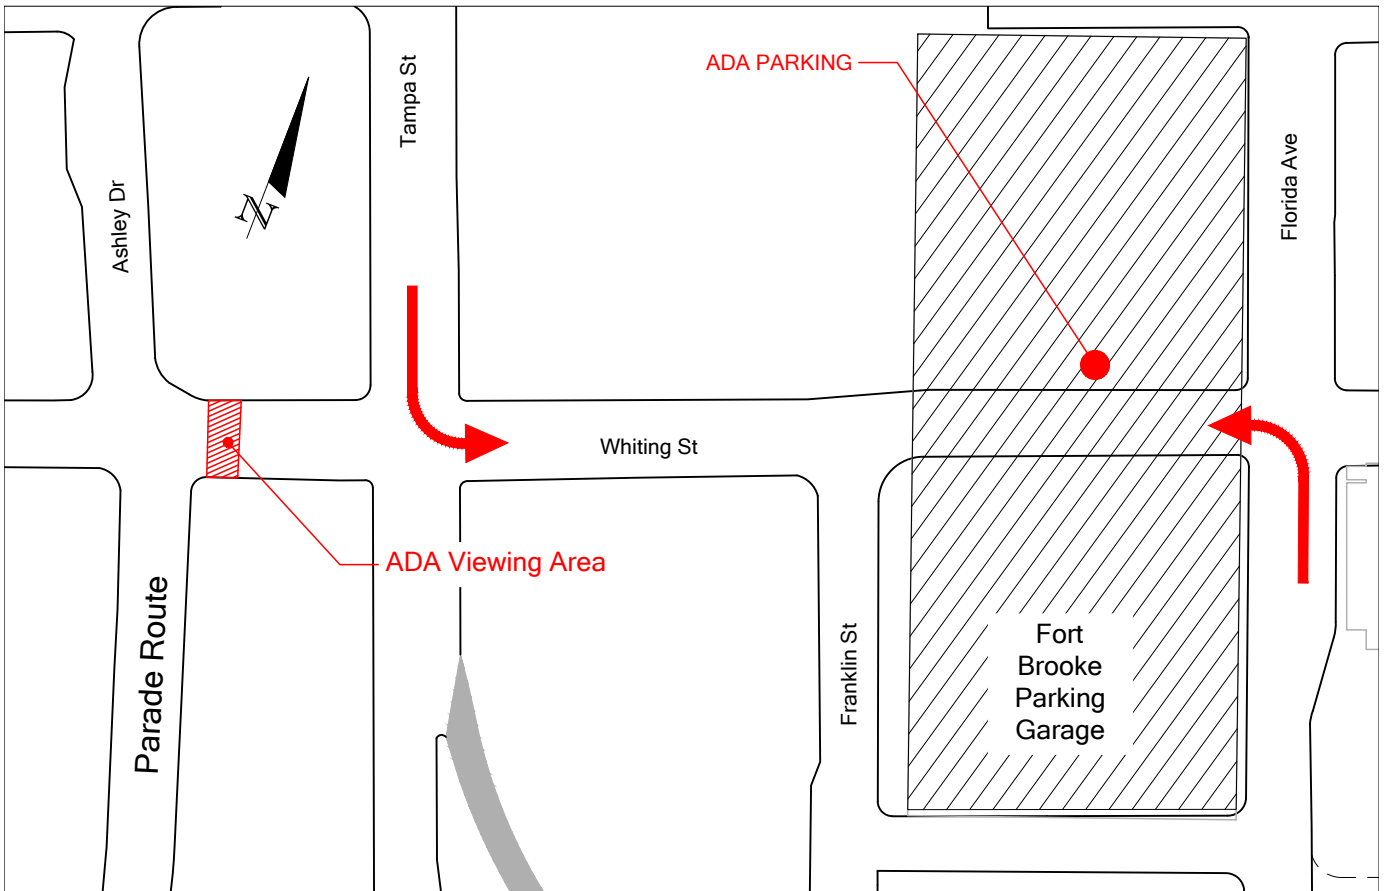 ADA PARKING
Tampa St
Florida Ave
Ashley Dr
N
Whiting St
ADA Viewing Area
Parade Route
Franklin St
Fort
Brooke
Parking
Garage